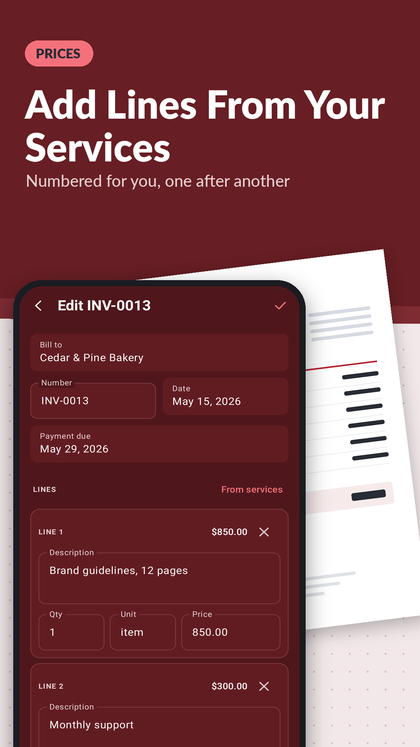 PRICES
Add Lines From Your
Services
Numbered for you, one after another
Edit INV-0013
Bill to
Cedar & Pine Bakery
Number
INV-0013
Date
May 15, 2026
Payment due
May 29, 2026
LINES
From services
LINE 1
$850.00
Description
Brand guidelines, 12 pages
Qty
1
Unit
item
Price
850.00
LINE 2
$300.00
Description
Monthly support